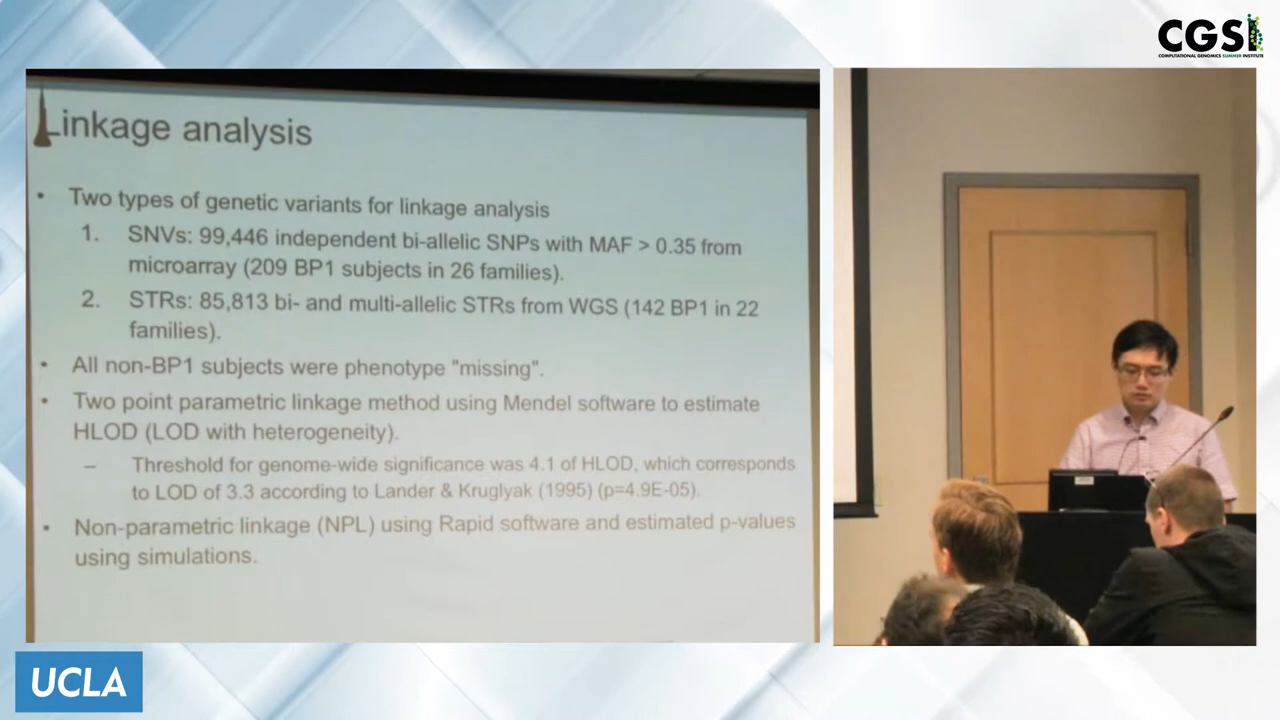 CGSI
COMPUTATIONAL GENOMICS SUMMER INSTITUTE
Linkage analysis
• Two types of genetic variants for linkage analysis
1. SNVs: 99,446 independent bi-allelic SNPs with MAF > 0.35 from
microarray (209 BP1 subjects in 26 families).
2. STRs: 85,813 bi- and multi-allelic STRs from WGS (142 BP1 in 22
families).
• All non-BP1 subjects were phenotype "missing".
• Two point parametric linkage method using Mendel software to estimate
HLOD (LOD with heterogeneity).
– Threshold for genome-wide significance was 4.1 of HLOD, which corresponds
to LOD of 3.3 according to Lander & Kruglyak (1995) (p=4.9E-05).
• Non-parametric linkage (NPL) using Rapid software and estimated p-values
using simulations.
UCLA